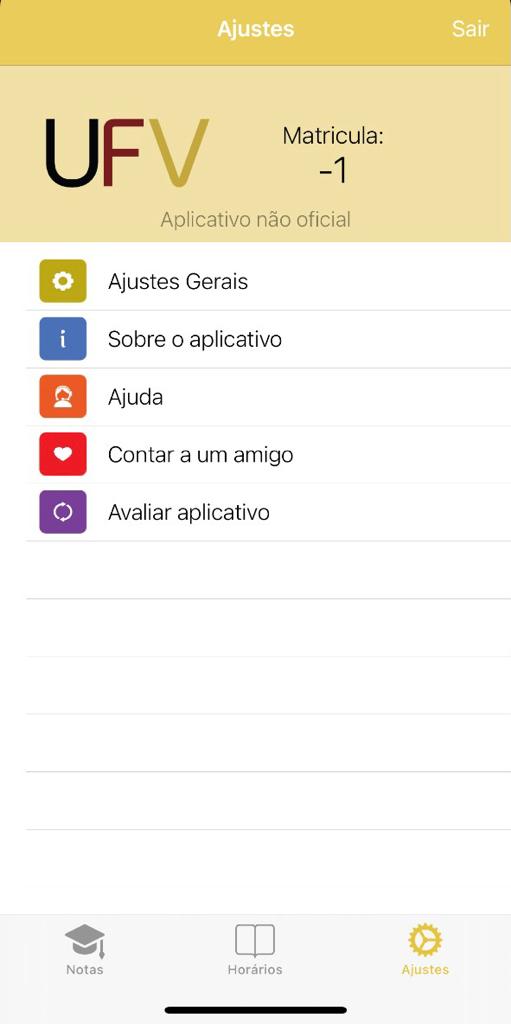 Ajustes
Sair
UFV
Matricula:
-1
Aplicativo não oficial
Ajustes Gerais
Sobre o aplicativo
Ajuda
Contar a um amigo
Avaliar aplicativo
Notas
Horários
Ajustes